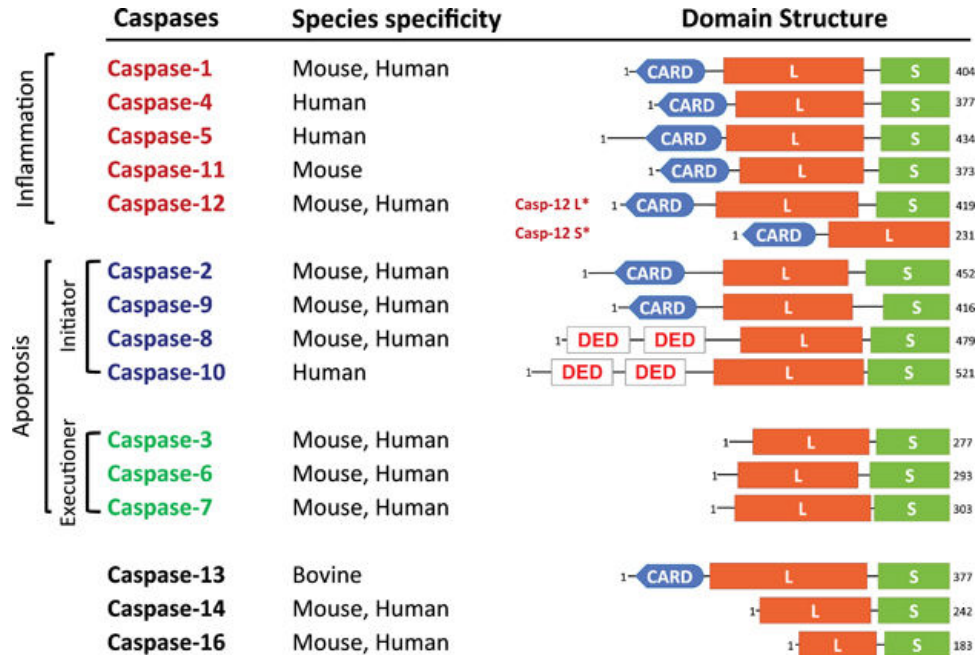 Caspases Species specificity Domain Structure
Inflammation
Caspase-1 Mouse, Human 1 CARD L S 404
Caspase-4 Human 1 CARD L S 377
Caspase-5 Human 1 CARD L S 434
Caspase-11 Mouse 1 CARD L S 373
Caspase-12 Mouse, Human Casp-12 L* 1 CARD L S 419
Casp-12 S* 1 CARD L 231
Apoptosis
Initiator
Caspase-2 Mouse, Human 1 CARD L S 452
Caspase-9 Mouse, Human 1 CARD L S 416
Caspase-8 Mouse, Human 1 DED DED L S 479
Caspase-10 Human 1 DED DED L S 521
Executioner
Caspase-3 Mouse, Human 1 L S 277
Caspase-6 Mouse, Human 1 L S 293
Caspase-7 Mouse, Human 1 L S 303
Caspase-13 Bovine 1 CARD L S 377
Caspase-14 Mouse, Human 1 L S 242
Caspase-16 Mouse, Human 1 L S 183